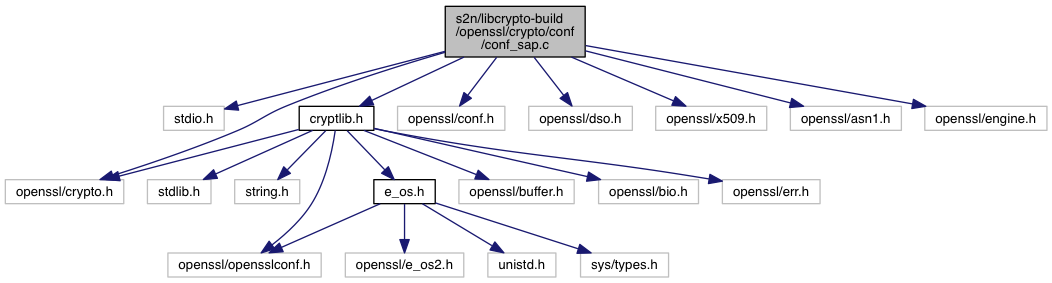 s2n/libcrypto-build
/openssl/crypto/conf
/conf_sap.c
stdio.h
cryptlib.h
openssl/conf.h
openssl/dso.h
openssl/x509.h
openssl/asn1.h
openssl/engine.h
openssl/crypto.h
stdlib.h
string.h
e_os.h
openssl/buffer.h
openssl/bio.h
openssl/err.h
openssl/opensslconf.h
openssl/e_os2.h
unistd.h
sys/types.h